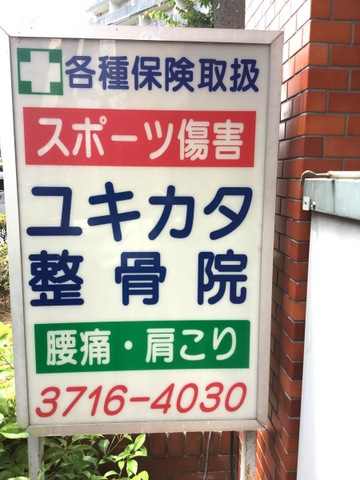 各種保険取扱
スポーツ傷害
ユキカタ
整骨院
腰痛・肩こり
3716-4030